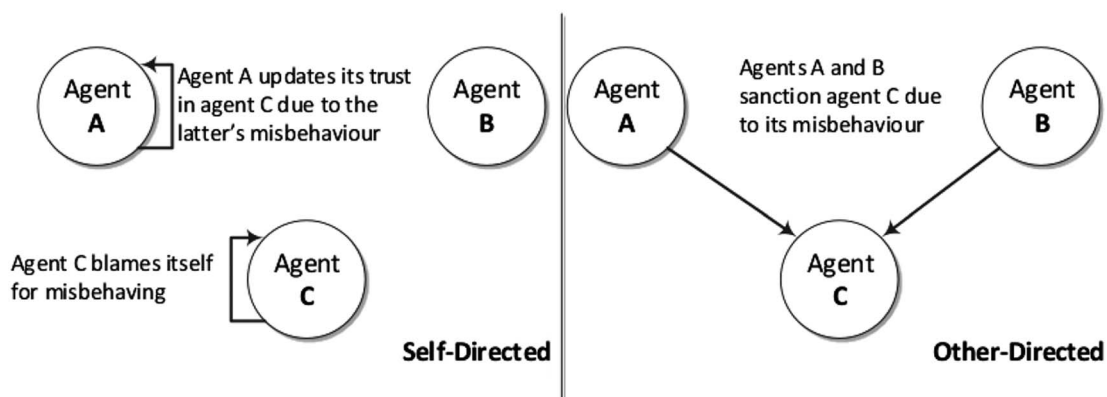 Agent
A
Agent A updates its trust
in agent C due to the
latter's misbehaviour
Agent
B
Agent C blames itself
for misbehaving
Agent
C
Self-Directed
Agent
A
Agents A and B
sanction agent C due
to its misbehaviour
Agent
B
Agent
C
Other-Directed